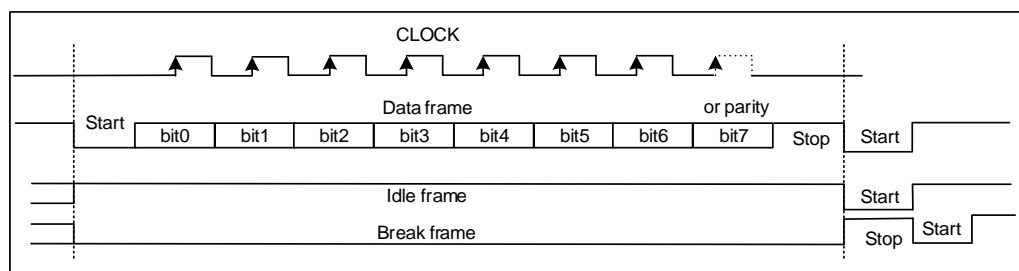 CLOCK
Data frame or parity
Start bit0 bit1 bit2 bit3 bit4 bit5 bit6 bit7 Stop Start
Idle frame Start
Break frame Stop Start